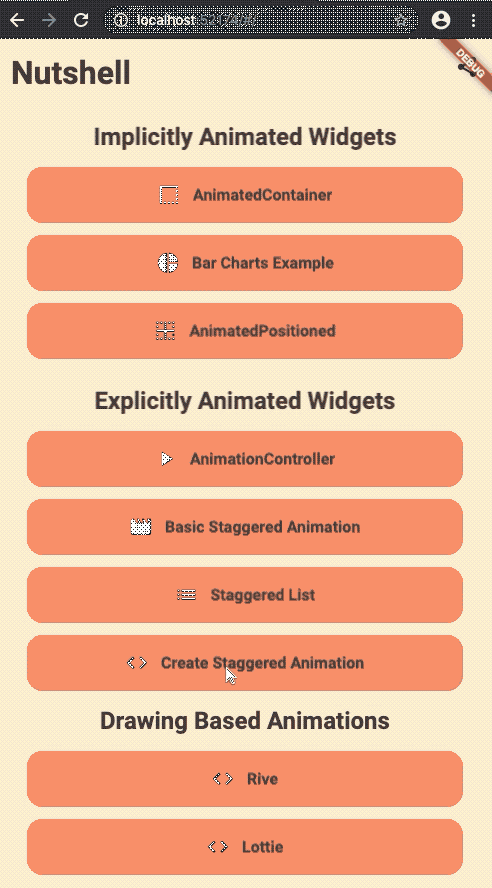 localhost
DEBUG
Nutshell
Implicitly Animated Widgets
AnimatedContainer
Bar Charts Example
AnimatedPositioned
Explicitly Animated Widgets
AnimationController
Basic Staggered Animation
Staggered List
Create Staggered Animation
Drawing Based Animations
Rive
Lottie